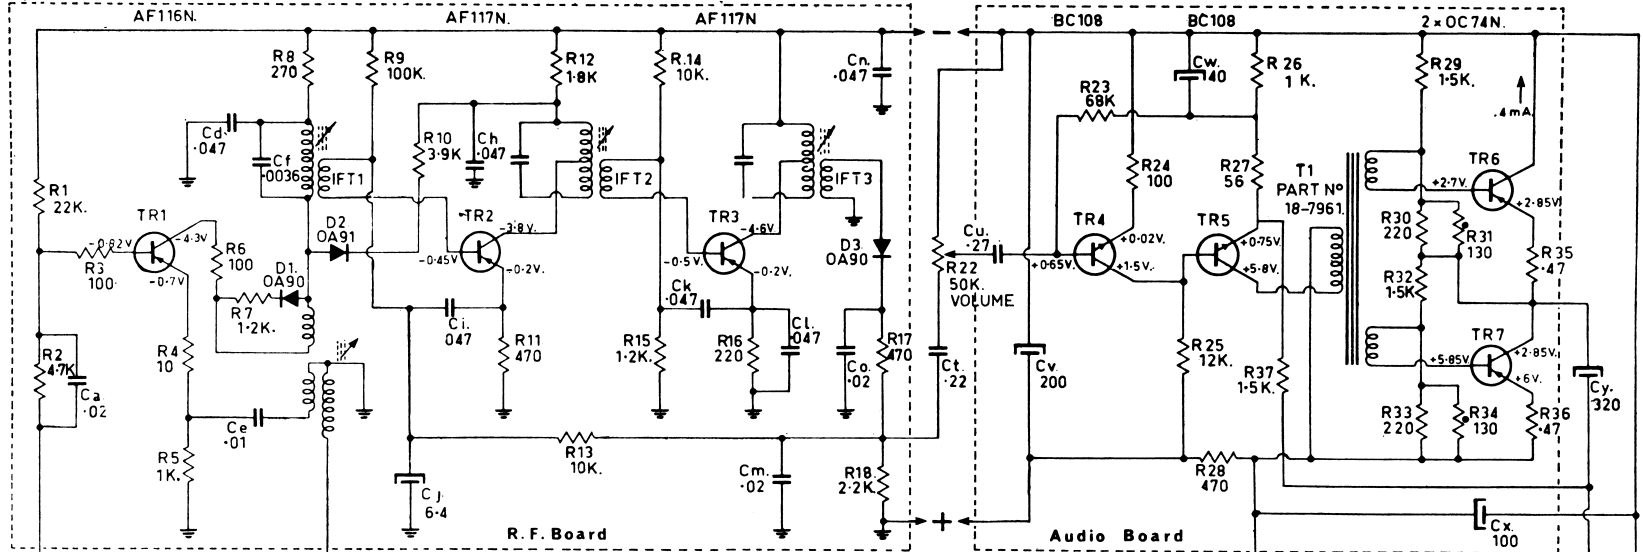 AF116N.
AF117N.
AF117N
BC108
BC108
2 × OC74N.
R8
270
R9
100K.
R12
1·8K
R.14
10K.
Cn.
·047
−
Cw.
40
R 26
1 K.
R29
1·5K.
·4mA
R23
68K
Cd.
·047
Cf
·0036
IFT1
R10
3.9K
Ch
·047
IFT2
IFT3
R24
100
R27
56
T1
PART Nº
18-7961.
TR6
+2·7V.
+2·85V.
R1
22K.
TR1
−0·82V
−4·3V
−0·7V
R3
100
R6
100
D2
OA91
D1.
OA90
R7
1·2K.
TR2
−3·8V.
−0·45V
−0·2V.
TR3
−4·6V
−0·5V.
−0·2V.
D3
OA90
R22
50K.
VOLUME
Cu.
·27
TR4
+0·65V.
+0·02V.
+1·5V.
TR5
+0·75V.
+5·8V.
R30
220
R31
130
R32
1·5K
R35
·47
Ck
·047
Ci.
047
R2
4·7K
Ca
·02
R4
10
R11
470
R15
1·2K.
R16
220
Cl.
·047
Co.
·02
R17
470
Ct.
·22
Cv.
200
R25
12K.
R37
1·5K.
TR7
+5·85V.
+2·85V.
+6V.
Cy.
320
Ce
·01
R5
1K.
R13
10K.
Cm.
·02
R18
2·2K.
R28
470
R33
220
R34
130
R36
·47
Cj.
6·4
R.F. Board
+
Audio Board
Cx.
100